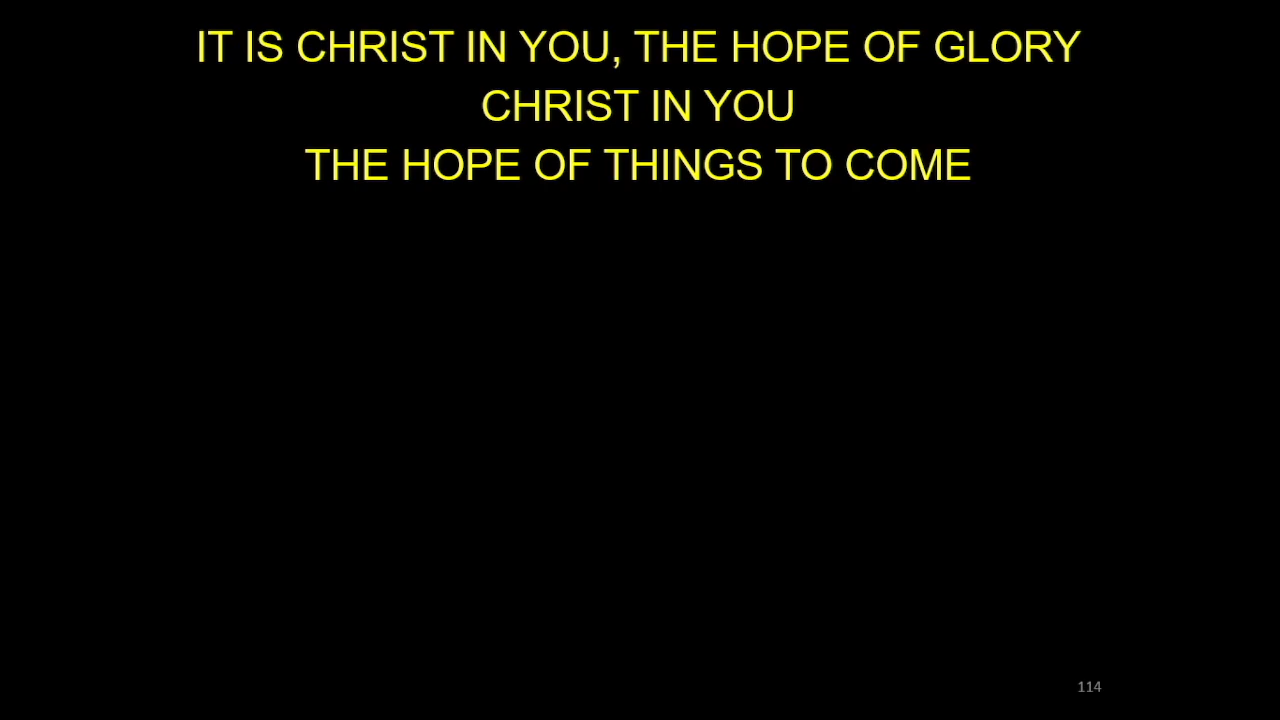 IT IS CHRIST IN YOU, THE HOPE OF GLORY
CHRIST IN YOU
THE HOPE OF THINGS TO COME
114